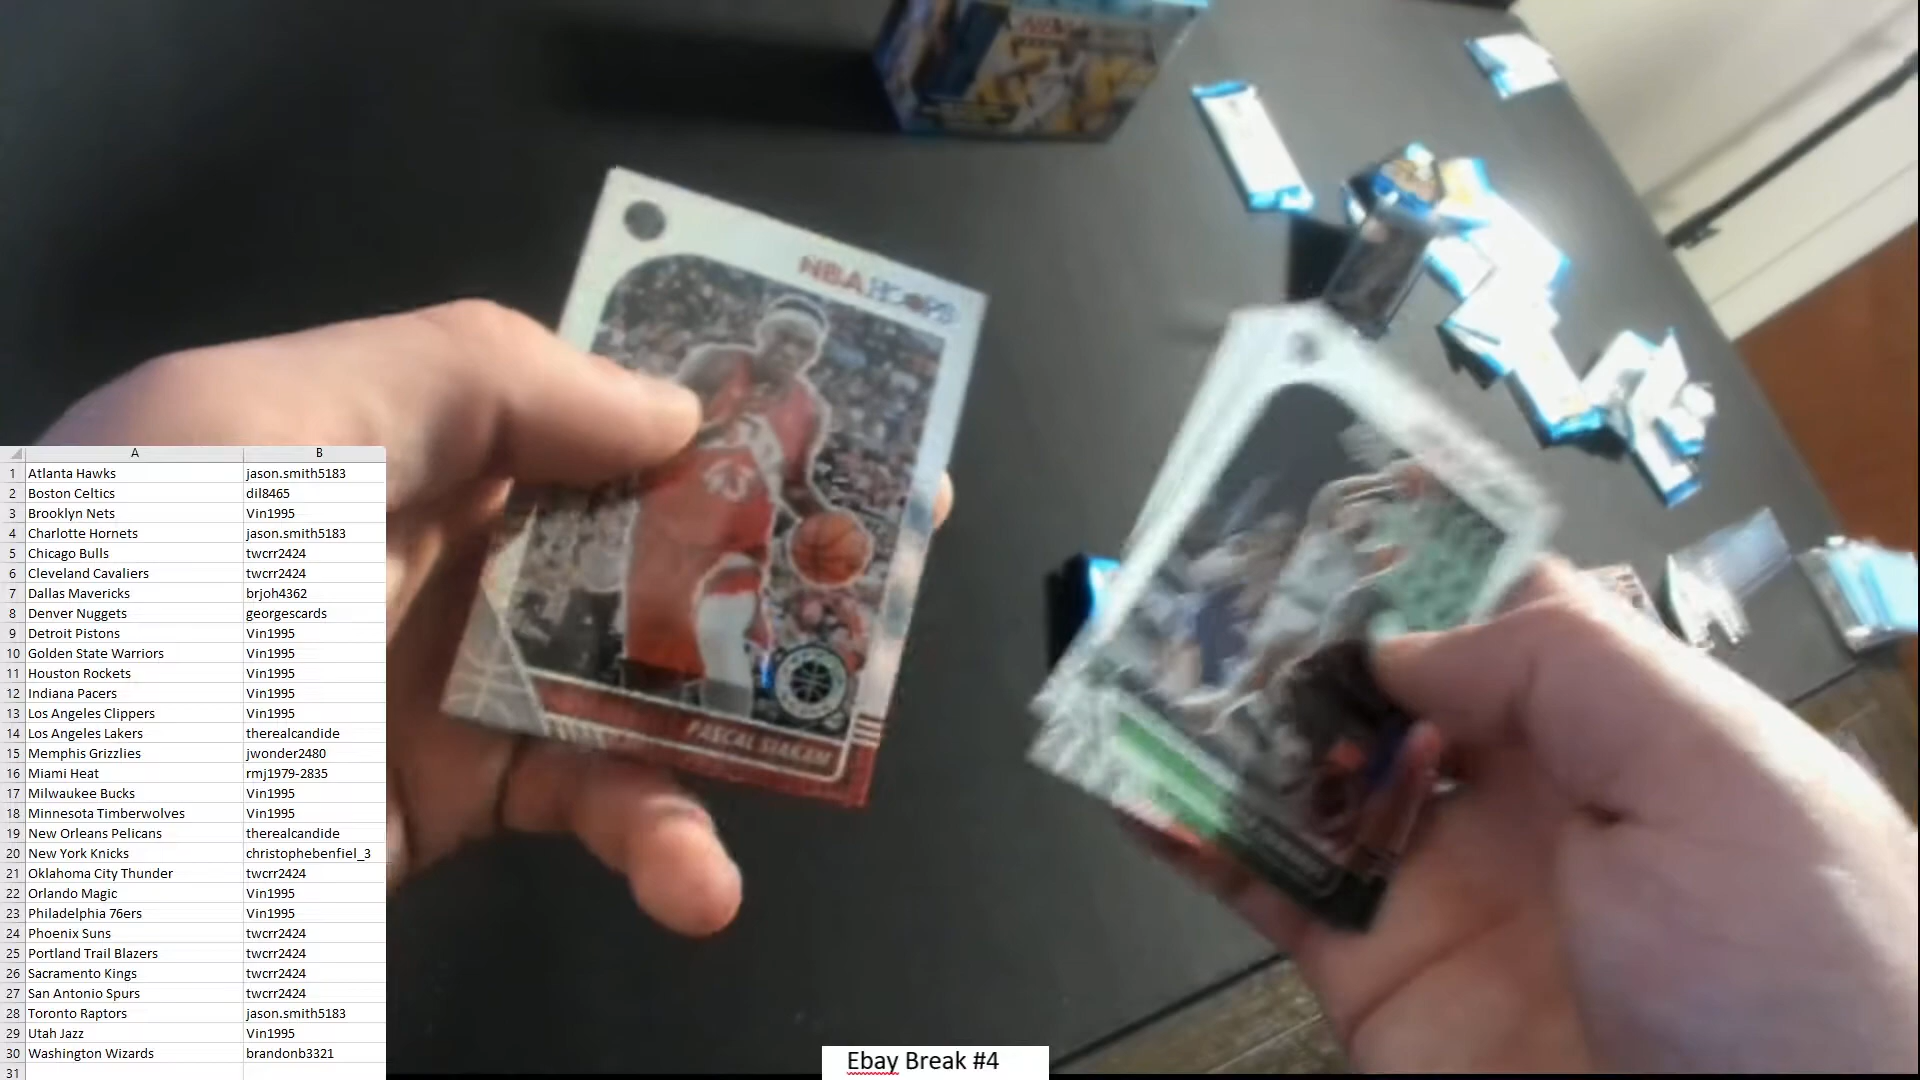 NBA HOOPS
43
PASCAL SIAKAM
A B
1 Atlanta Hawks jason.smith5183
2 Boston Celtics dil8465
3 Brooklyn Nets Vin1995
4 Charlotte Hornets jason.smith5183
5 Chicago Bulls twcrr2424
6 Cleveland Cavaliers twcrr2424
7 Dallas Mavericks brjoh4362
8 Denver Nuggets georgescards
9 Detroit Pistons Vin1995
10 Golden State Warriors Vin1995
11 Houston Rockets Vin1995
12 Indiana Pacers Vin1995
13 Los Angeles Clippers Vin1995
14 Los Angeles Lakers therealcandide
15 Memphis Grizzlies jwonder2480
16 Miami Heat rmj1979-2835
17 Milwaukee Bucks Vin1995
18 Minnesota Timberwolves Vin1995
19 New Orleans Pelicans therealcandide
20 New York Knicks christophebenfiel_3
21 Oklahoma City Thunder twcrr2424
22 Orlando Magic Vin1995
23 Philadelphia 76ers Vin1995
24 Phoenix Suns twcrr2424
25 Portland Trail Blazers twcrr2424
26 Sacramento Kings twcrr2424
27 San Antonio Spurs twcrr2424
28 Toronto Raptors jason.smith5183
29 Utah Jazz Vin1995
30 Washington Wizards brandonb3321
31
Ebay Break #4